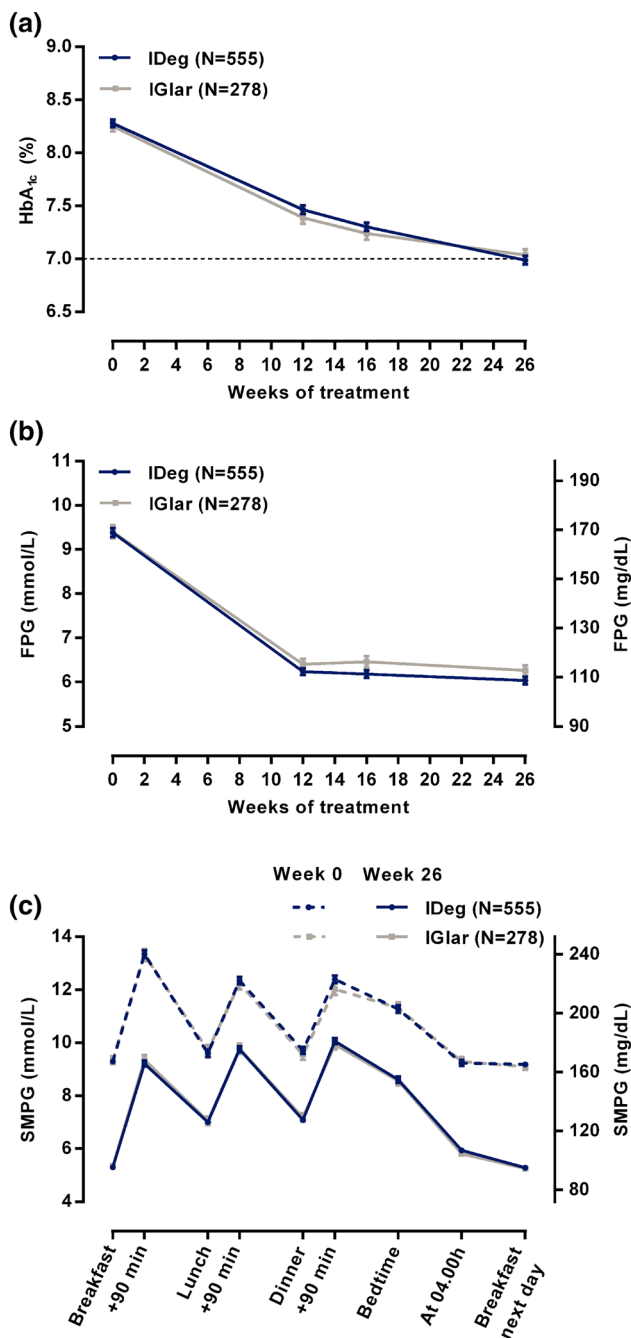 (a)
9.0
8.5
8.0
7.5
7.0
6.5
HbA1c (%)
IDeg (N=555)
IGlar (N=278)
0 2 4 6 8 10 12 14 16 18 20 22 24 26
Weeks of treatment
(b)
11
10
9
8
7
6
5
FPG (mmol/L)
IDeg (N=555)
IGlar (N=278)
190
170
150
130
110
90
FPG (mg/dL)
0 2 4 6 8 10 12 14 16 18 20 22 24 26
Weeks of treatment
(c)
Week 0 Week 26
IDeg (N=555)
IGlar (N=278)
14
12
10
8
6
4
SMPG (mmol/L)
240
200
160
120
80
SMPG (mg/dL)
Breakfast
+90 min
Lunch
+90 min
Dinner
+90 min
Bedtime
At 04.00h
Breakfast
next day